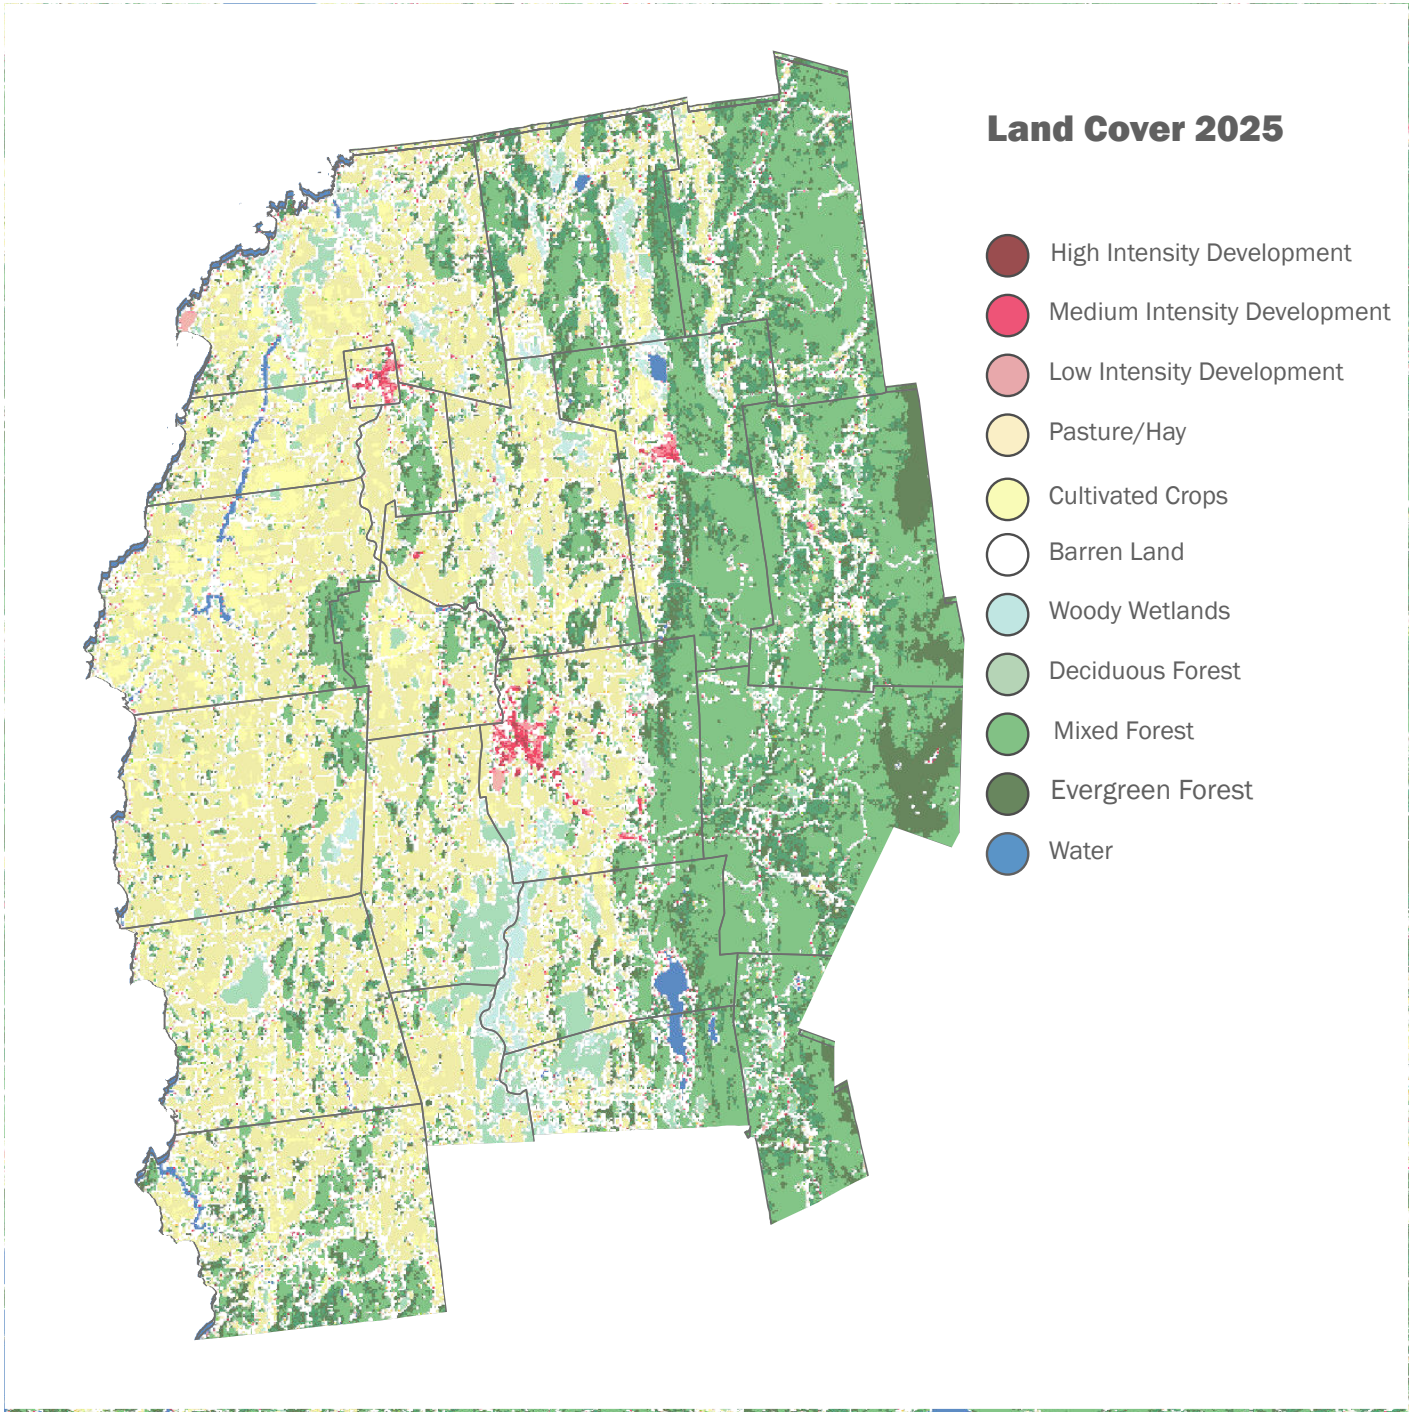 Land Cover 2025
High Intensity Development
Medium Intensity Development
Low Intensity Development
Pasture/Hay
Cultivated Crops
Barren Land
Woody Wetlands
Deciduous Forest
Mixed Forest
Evergreen Forest
Water